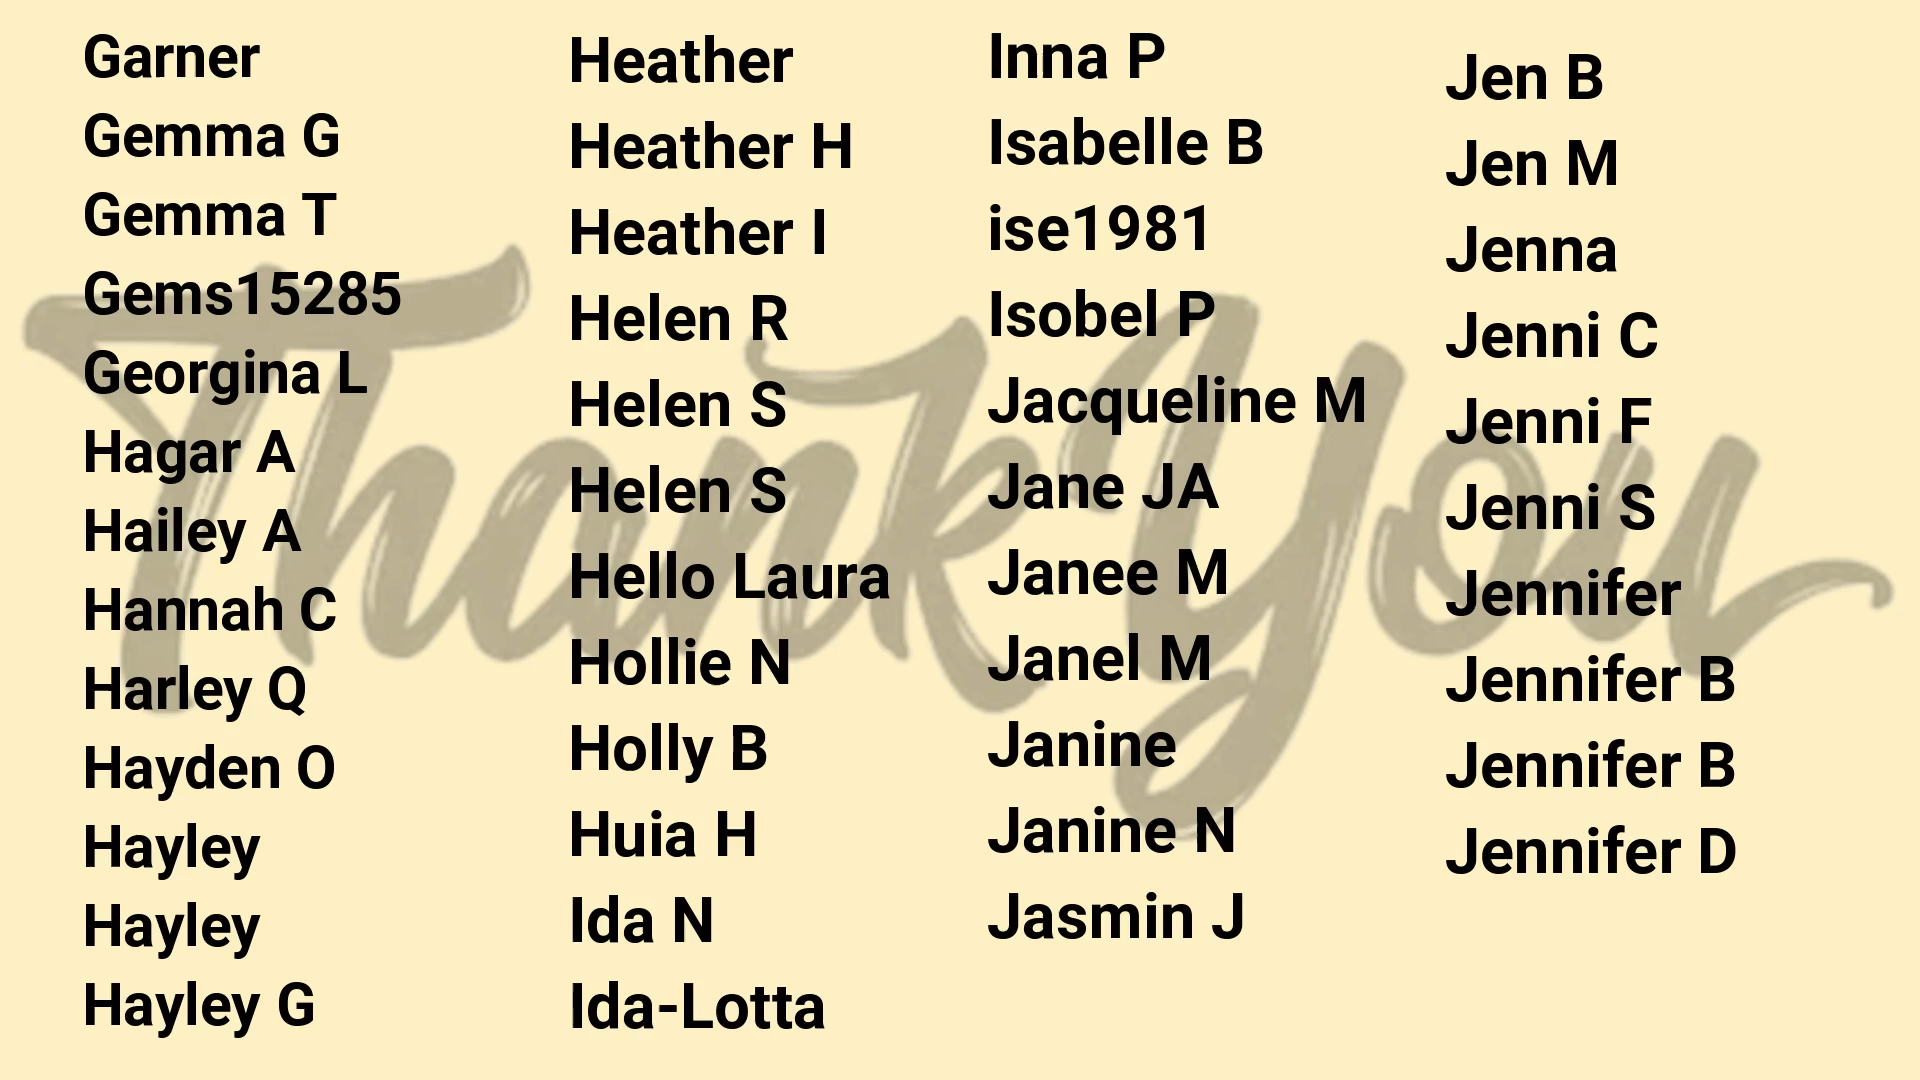 Garner
Gemma G
Gemma T
Gems15285
Georgina L
Hagar A
Hailey A
Hannah C
Harley Q
Hayden O
Hayley
Hayley
Hayley G
Heather
Heather H
Heather I
Helen R
Helen S
Helen S
Hello Laura
Hollie N
Holly B
Huia H
Ida N
Ida-Lotta
Inna P
Isabelle B
ise1981
Isobel P
Jacqueline M
Jane JA
Janee M
Janel M
Janine
Janine N
Jasmin J
Jen B
Jen M
Jenna
Jenni C
Jenni F
Jenni S
Jennifer
Jennifer B
Jennifer B
Jennifer D
Thank You